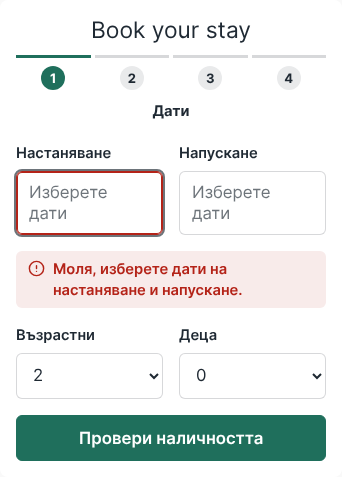 Book your stay
1 2 3 4
Дати
Настаняване Напускане
Изберете Изберете
дати дати
Моля, изберете дати на
настаняване и напускане.
Възрастни Деца
2 0
Провери наличността